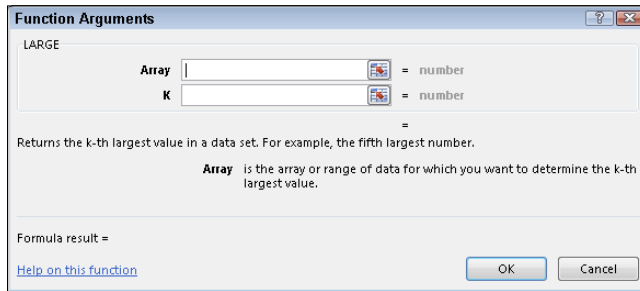 Function Arguments
LARGE
Array = number
K = number
=
Returns the k-th largest value in a data set. For example, the fifth largest number.
Array is the array or range of data for which you want to determine the k-th
largest value.
Formula result =
Help on this function OK Cancel